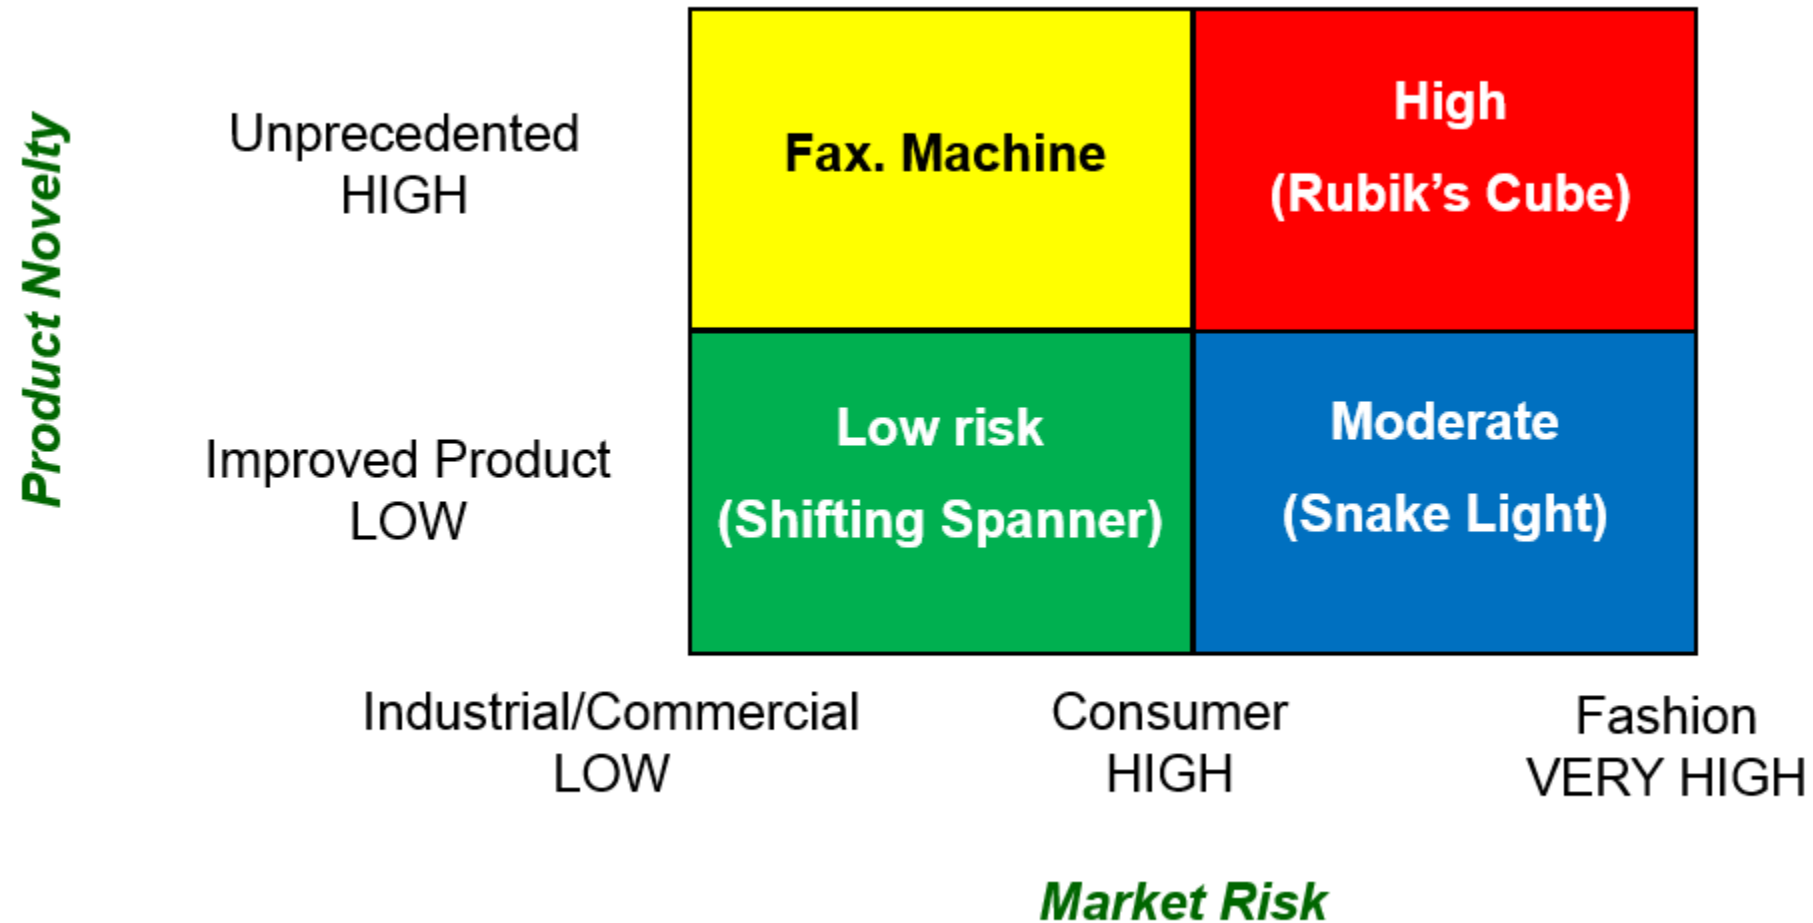 Product Novelty
Unprecedented
HIGH
Fax. Machine
High
(Rubik’s Cube)
Improved Product
LOW
Low risk
(Shifting Spanner)
Moderate
(Snake Light)
Industrial/Commercial
LOW
Consumer
HIGH
Fashion
VERY HIGH
Market Risk